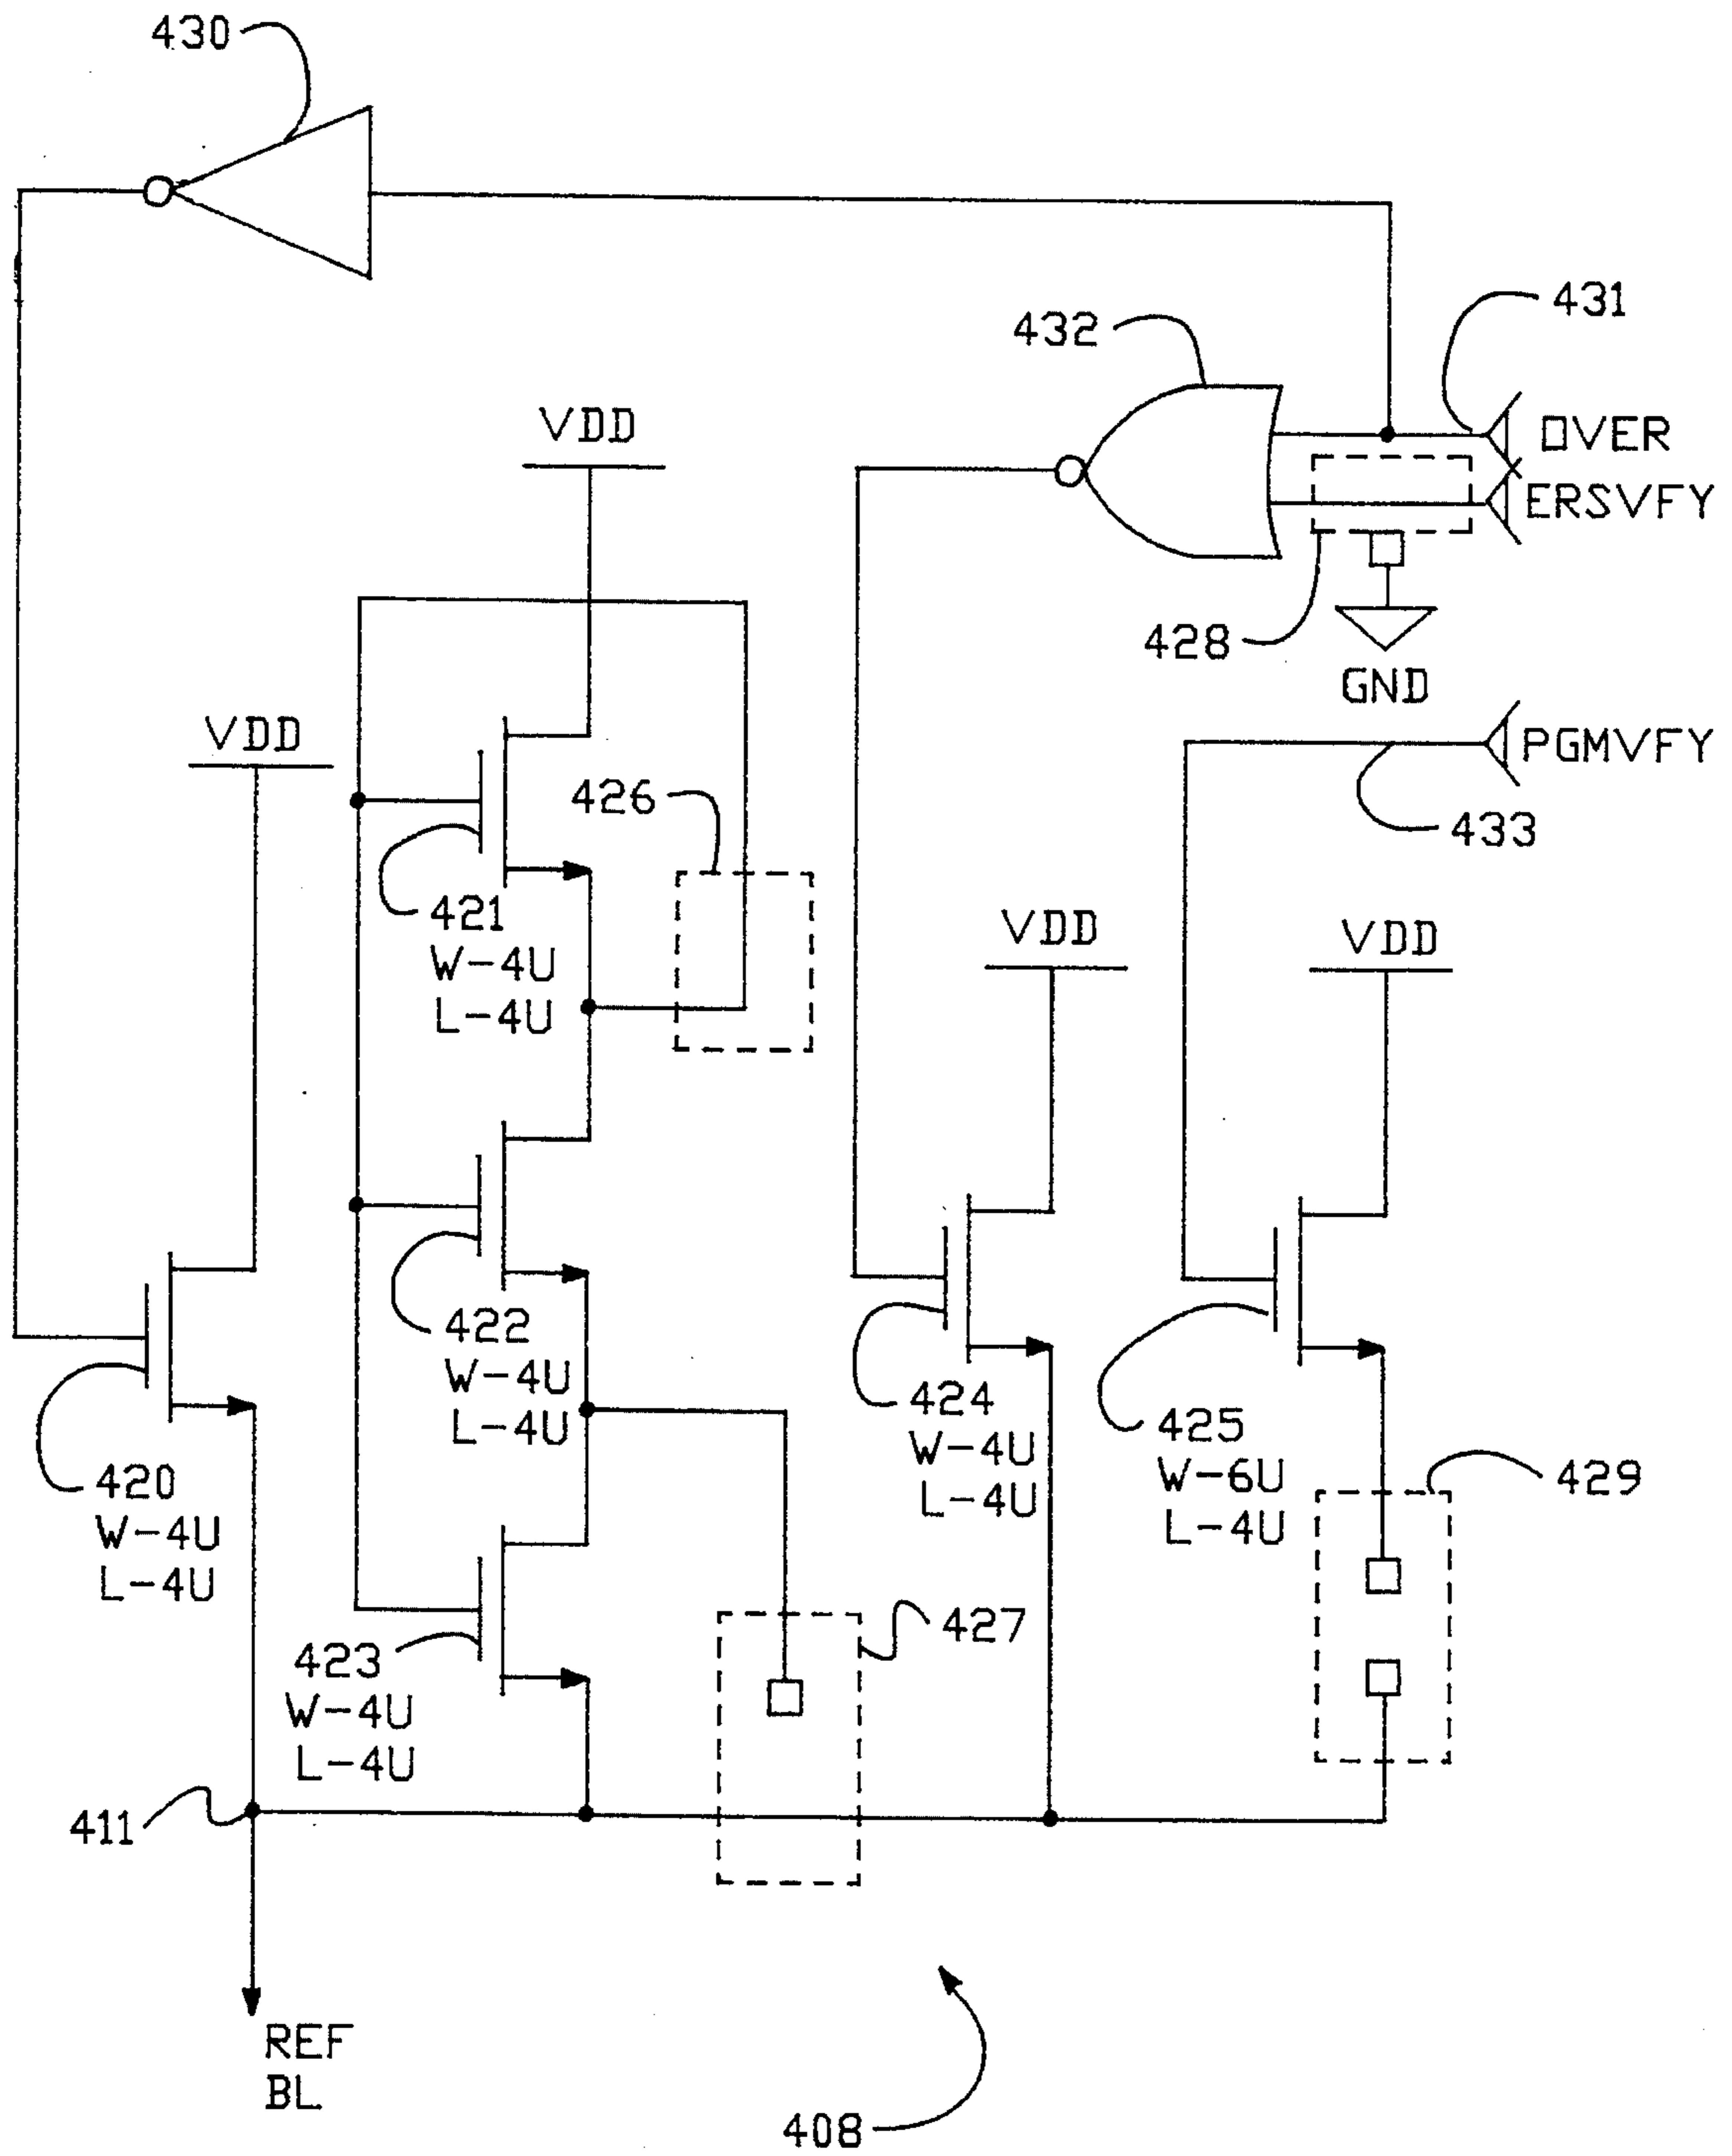 430
431
432
OVER
VDD
ERSVFY
428
GND
VDD
PGMVFY
426
433
421
W-4U
L-4U
VDD
VDD
422
W-4U
L-4U
424
W-4U
L-4U
425
W-6U
L-4U
429
420
W-4U
L-4U
427
423
W-4U
L-4U
411
REF
BL
408